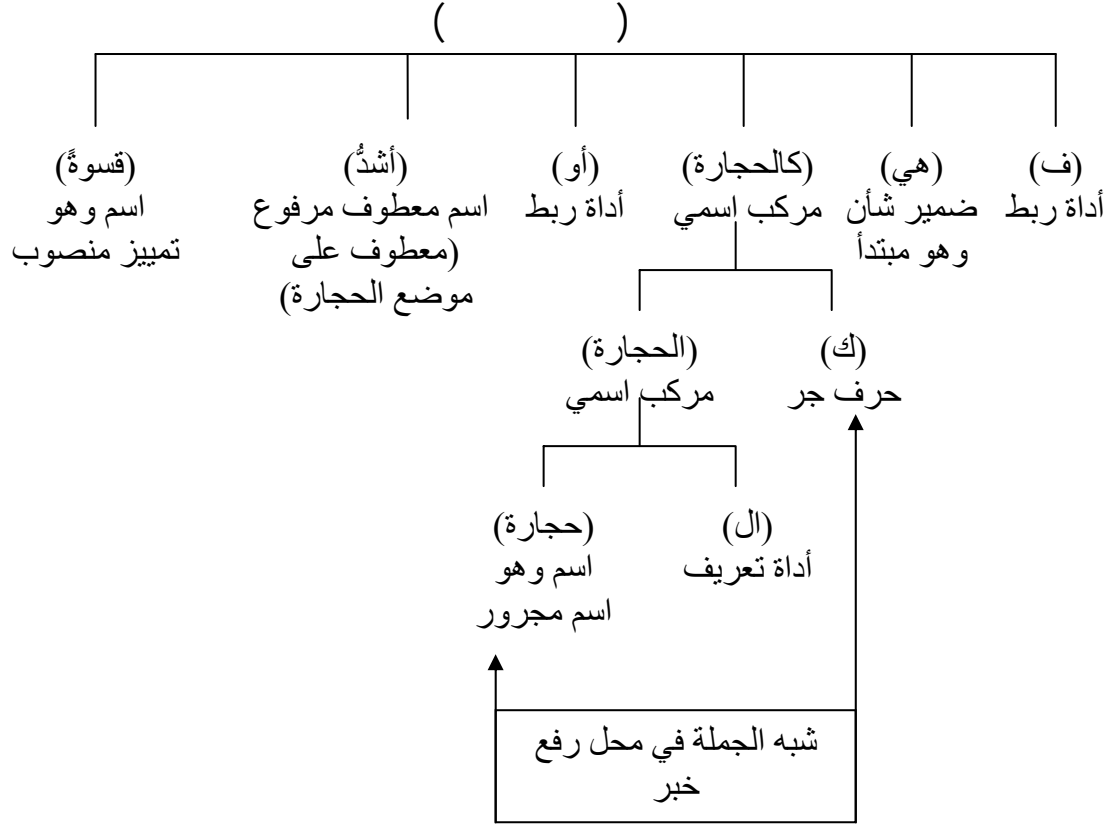 ( )
(ف)
أداة ربط
(هي)
ضمير شأن
وهو مبتدأ
(كالحجارة)
مركب اسمي
(أو)
أداة ربط
(أشدُّ)
اسم معطوف مرفوع
(معطوف على
موضع الحجارة)
(قسوةً)
اسم وهو
تمييز منصوب
(ك)
حرف جر
(الحجارة)
مركب اسمي
(ال)
أداة تعريف
(حجارة)
اسم وهو
اسم مجرور
شبه الجملة في محل رفع
خبر